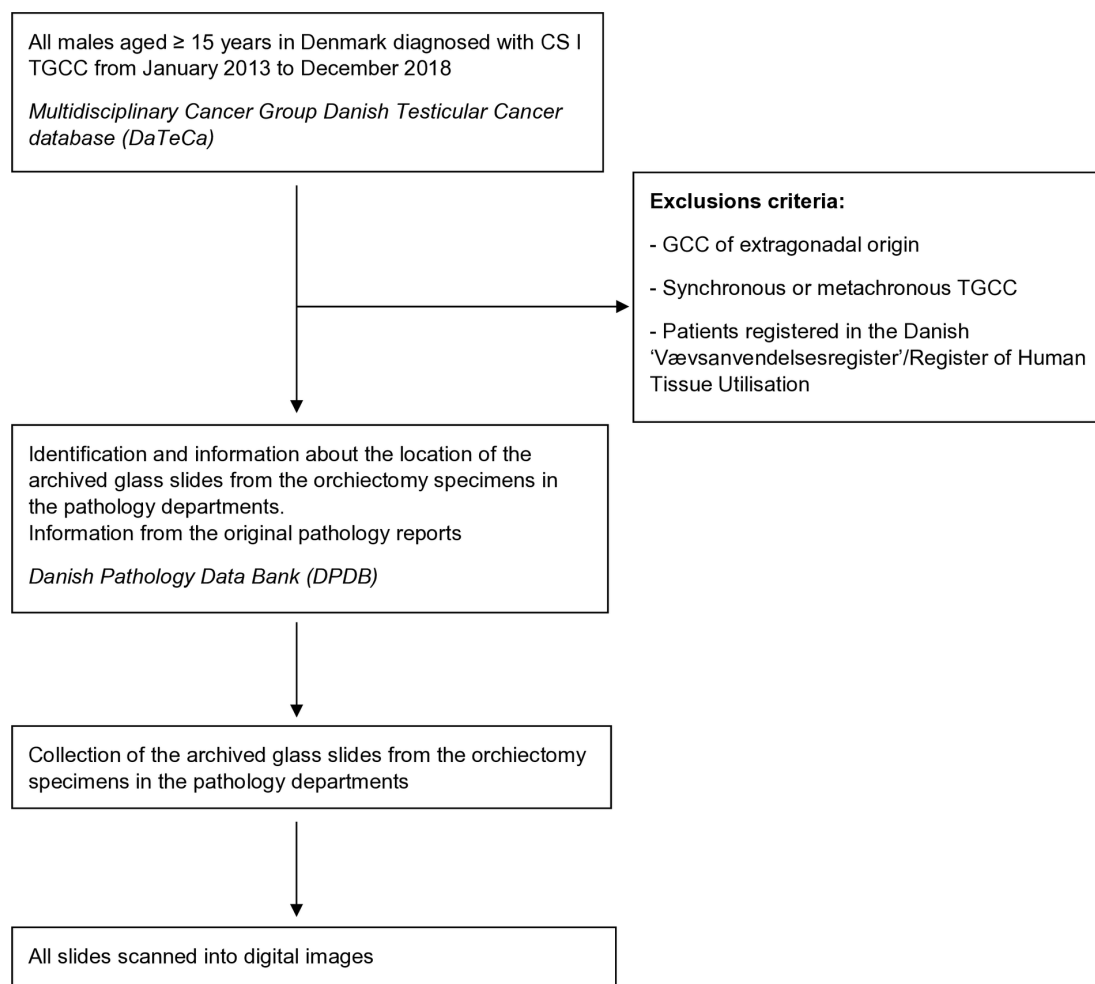 All males aged ≥ 15 years in Denmark diagnosed with CS I
TGCC from January 2013 to December 2018
Multidisciplinary Cancer Group Danish Testicular Cancer
database (DaTeCa)
Exclusions criteria:
- GCC of extragonadal origin
- Synchronous or metachronous TGCC
- Patients registered in the Danish
‘Vævsanvendelsesregister’/Register of Human
Tissue Utilisation
Identification and information about the location of the
archived glass slides from the orchiectomy specimens in
the pathology departments.
Information from the original pathology reports
Danish Pathology Data Bank (DPDB)
Collection of the archived glass slides from the orchiectomy
specimens in the pathology departments
All slides scanned into digital images